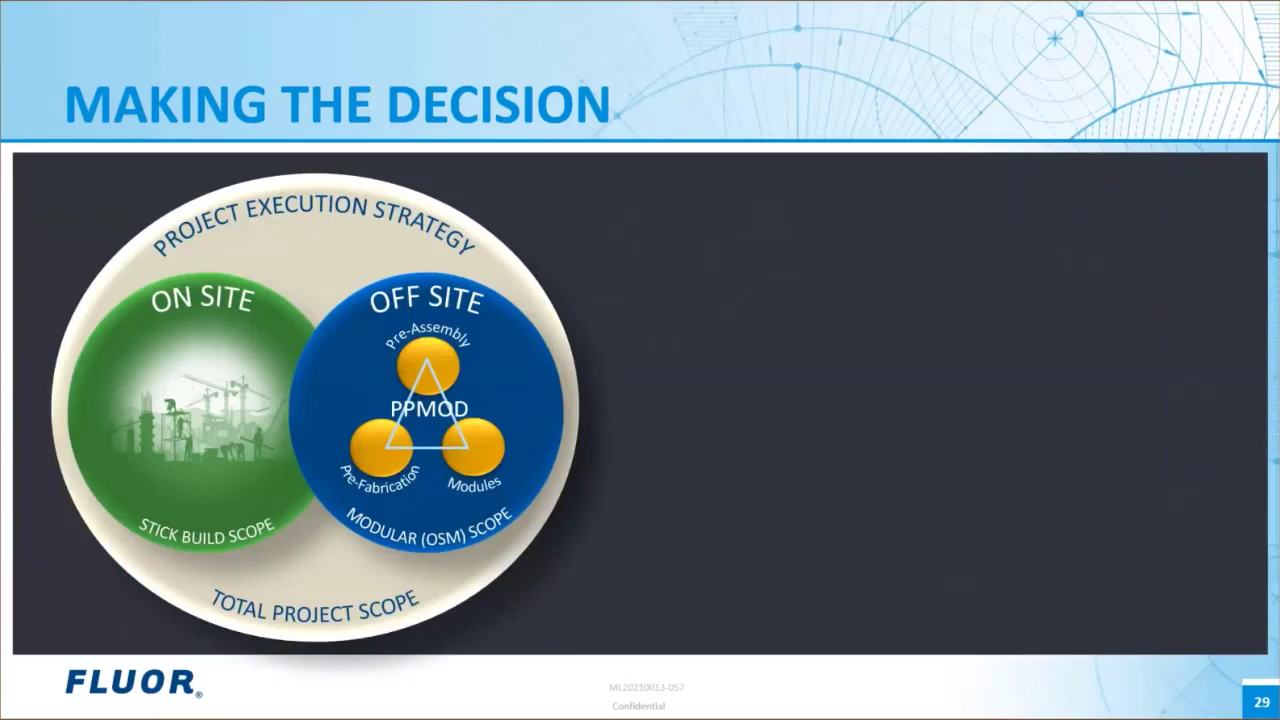 MAKING THE DECISION
PROJECT EXECUTION STRATEGY
ON SITE
STICK BUILD SCOPE
OFF SITE
Pre-Assembly
PPMOD
Pre-Fabrication
Modules
MODULAR (OSM) SCOPE
TOTAL PROJECT SCOPE
FLUOR®
ML20210013-057
Confidential
29